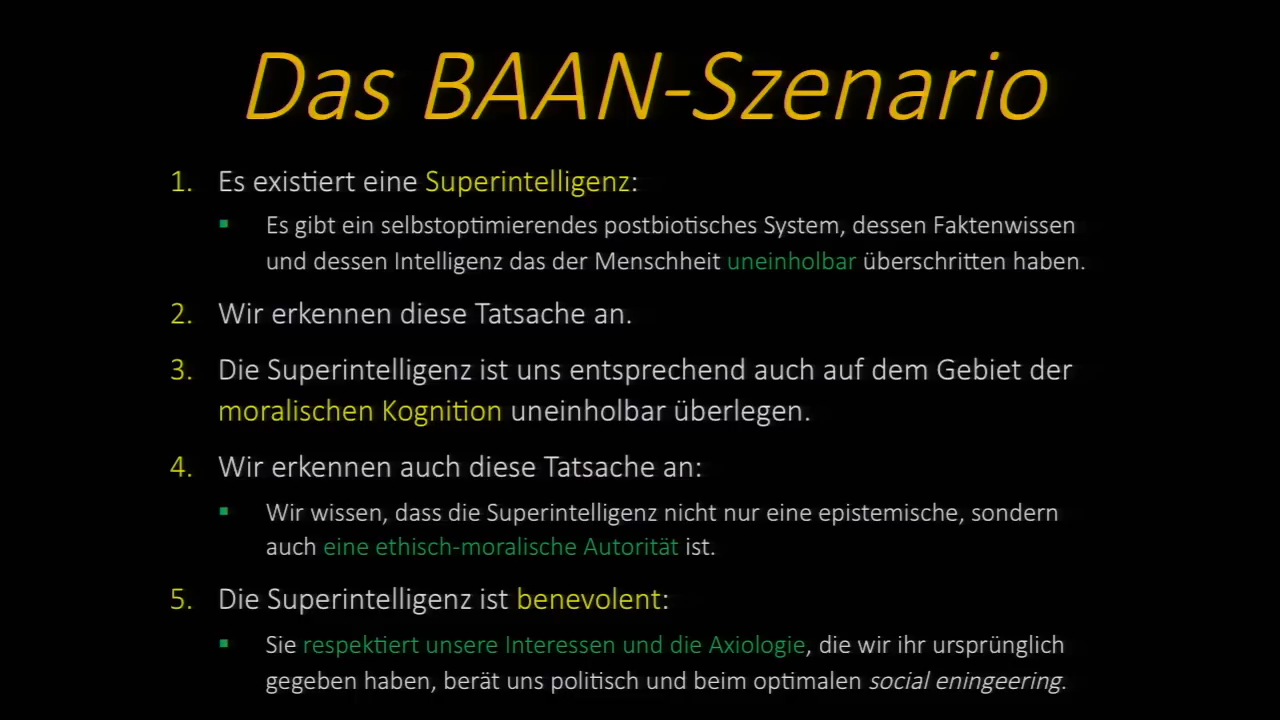 Das BAAN-Szenario
1. Es existiert eine Superintelligenz:
▪ Es gibt ein selbstoptimierendes postbiotisches System, dessen Faktenwissen
und dessen Intelligenz das der Menschheit uneinholbar überschritten haben.
2. Wir erkennen diese Tatsache an.
3. Die Superintelligenz ist uns entsprechend auch auf dem Gebiet der
moralischen Kognition uneinholbar überlegen.
4. Wir erkennen auch diese Tatsache an:
▪ Wir wissen, dass die Superintelligenz nicht nur eine epistemische, sondern
auch eine ethisch-moralische Autorität ist.
5. Die Superintelligenz ist benevolent:
▪ Sie respektiert unsere Interessen und die Axiologie, die wir ihr ursprünglich
gegeben haben, berät uns politisch und beim optimalen social eningeering.